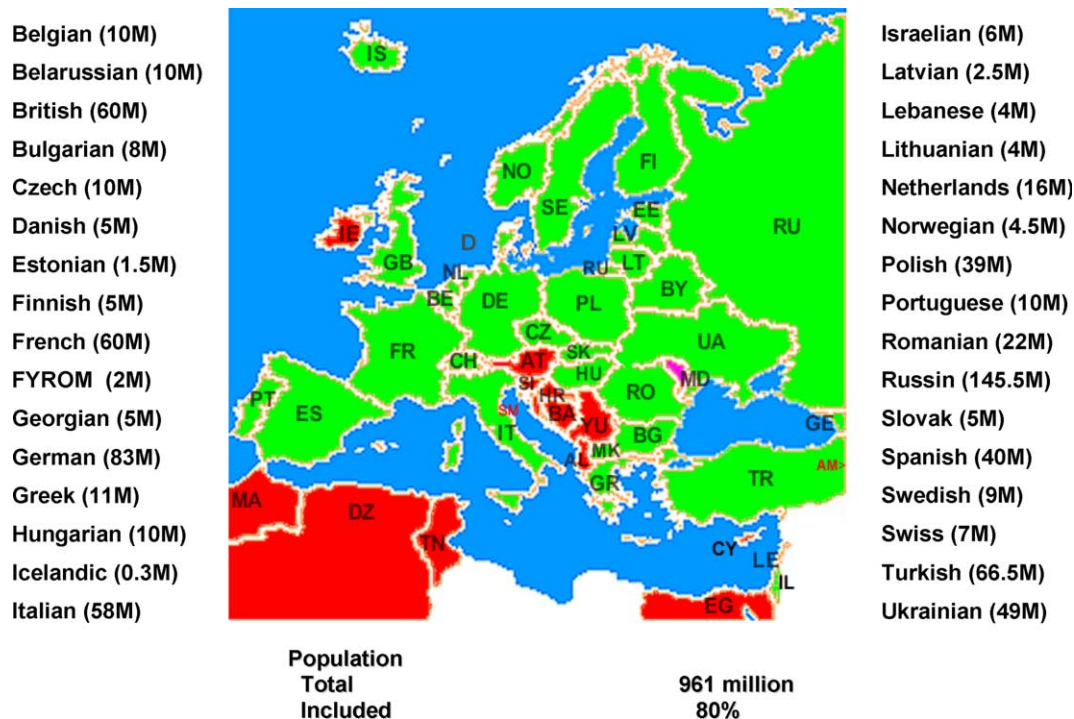 Belgian (10M)
Belarussian (10M)
British (60M)
Bulgarian (8M)
Czech (10M)
Danish (5M)
Estonian (1.5M)
Finnish (5M)
French (60M)
FYROM (2M)
Georgian (5M)
German (83M)
Greek (11M)
Hungarian (10M)
Icelandic (0.3M)
Italian (58M)
IS
NO
FI
SE
EE
RU
IE
D
LV
GB
NL
RU
LT
BE
DE
PL
BY
CZ
UA
FR
CH
AT
SK
HU
MD
SI
HR
RO
PT
ES
SM
BA
YU
IT
BG
GE
AL
MK
GR
TR
AM>
MA
DZ
TN
CY
LE
IL
EG
Israelian (6M)
Latvian (2.5M)
Lebanese (4M)
Lithuanian (4M)
Netherlands (16M)
Norwegian (4.5M)
Polish (39M)
Portuguese (10M)
Romanian (22M)
Russin (145.5M)
Slovak (5M)
Spanish (40M)
Swedish (9M)
Swiss (7M)
Turkish (66.5M)
Ukrainian (49M)
Population
Total 961 million
Included 80%